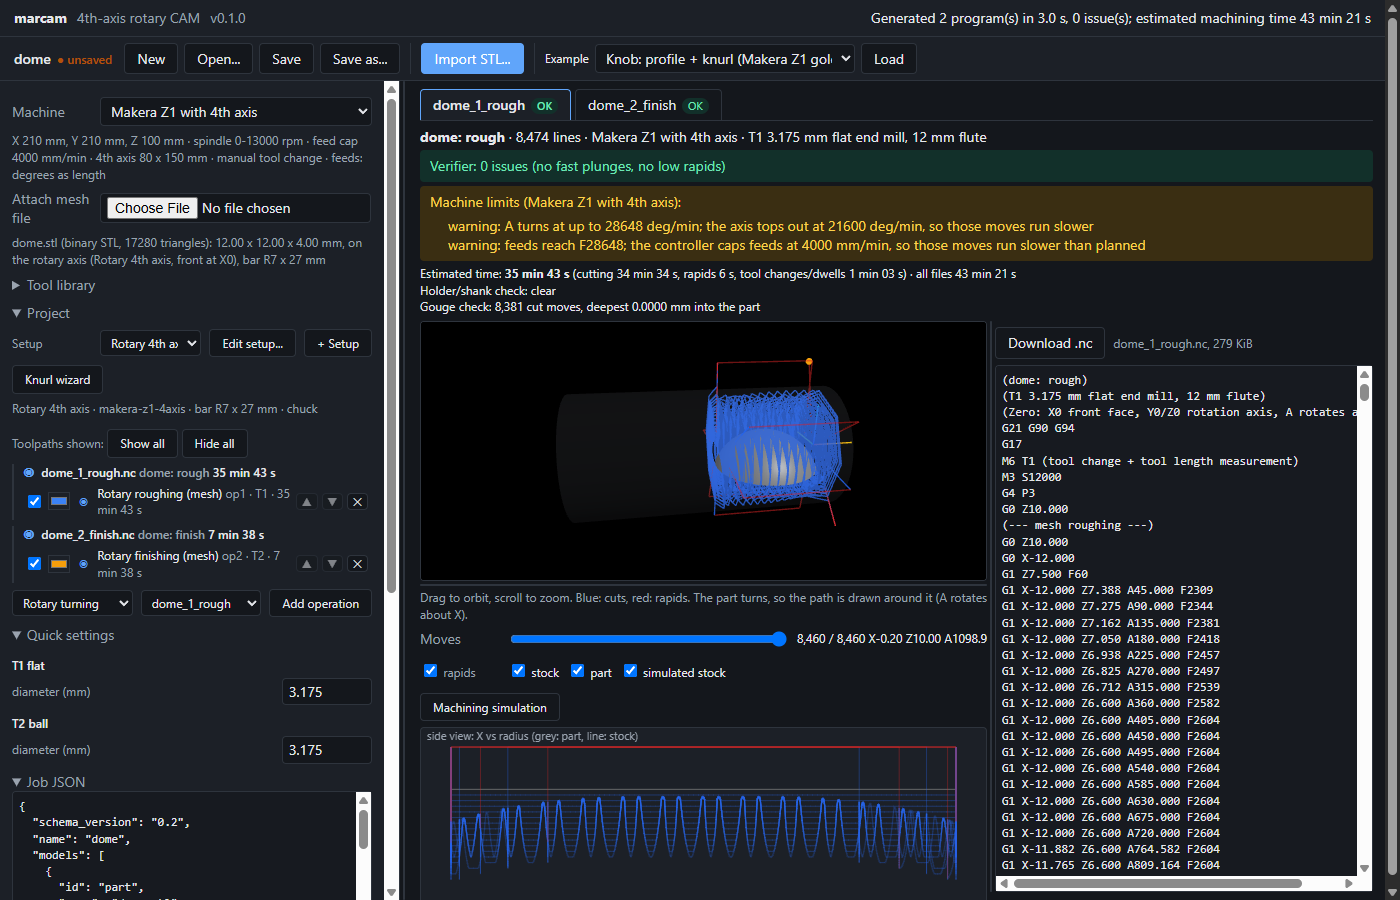 marcam 4th-axis rotary CAM v0.1.0
Generated 2 program(s) in 3.0 s, 0 issue(s); estimated machining time 43 min 21 s
dome • unsaved New Open... Save Save as... Import STL... Example Knob: profile + knurl (Makera Z1 gol Load
Machine Makera Z1 with 4th axis
X 210 mm, Y 210 mm, Z 100 mm · spindle 0-13000 rpm · feed cap
4000 mm/min · 4th axis 80 x 150 mm · manual tool change · feeds:
degrees as length
Attach mesh file Choose File No file chosen
dome.stl (binary STL, 17280 triangles): 12.00 x 12.00 x 4.00 mm, on
the rotary axis (Rotary 4th axis, front at X0), bar R7 x 27 mm
▶ Tool library
▼ Project
Setup Rotary 4th ax Edit setup... + Setup
Knurl wizard
Rotary 4th axis · makera-z1-4axis · bar R7 x 27 mm · chuck
Toolpaths shown: Show all Hide all
dome_1_rough.nc dome: rough 35 min 43 s
Rotary roughing (mesh) op1 · T1 · 35
min 43 s
dome_2_finish.nc dome: finish 7 min 38 s
Rotary finishing (mesh) op2 · T2 · 7
min 38 s
Rotary turning dome_1_rough Add operation
▼ Quick settings
T1 flat
diameter (mm) 3.175
T2 ball
diameter (mm) 3.175
▼ Job JSON
{
"schema_version": "0.2",
"name": "dome",
"models": [
{
"id": "part",
dome_1_rough OK dome_2_finish OK
dome: rough · 8,474 lines · Makera Z1 with 4th axis · T1 3.175 mm flat end mill, 12 mm flute
Verifier: 0 issues (no fast plunges, no low rapids)
Machine limits (Makera Z1 with 4th axis):
warning: A turns at up to 28648 deg/min; the axis tops out at 21600 deg/min, so those moves run slower
warning: feeds reach F28648; the controller caps feeds at 4000 mm/min, so those moves run slower than planned
Estimated time: 35 min 43 s (cutting 34 min 34 s, rapids 6 s, tool changes/dwells 1 min 03 s) · all files 43 min 21 s
Holder/shank check: clear
Gouge check: 8,381 cut moves, deepest 0.0000 mm into the part
Drag to orbit, scroll to zoom. Blue: cuts, red: rapids. The part turns, so the path is drawn around it (A rotates
about X).
Moves 8,460 / 8,460 X-0.20 Z10.00 A1098.9
rapids stock part simulated stock
Machining simulation
side view: X vs radius (grey: part, line: stock)
Download .nc dome_1_rough.nc, 279 KiB
(dome: rough)
(T1 3.175 mm flat end mill, 12 mm flute)
(Zero: X0 front face, Y0/Z0 rotation axis, A rotates a
G21 G90 G94
G17
M6 T1 (tool change + tool length measurement)
M3 S12000
G4 P3
G0 Z10.000
(--- mesh roughing ---)
G0 Z10.000
G0 X-12.000
G1 Z7.500 F60
G1 X-12.000 Z7.388 A45.000 F2309
G1 X-12.000 Z7.275 A90.000 F2344
G1 X-12.000 Z7.162 A135.000 F2381
G1 X-12.000 Z7.050 A180.000 F2418
G1 X-12.000 Z6.938 A225.000 F2457
G1 X-12.000 Z6.825 A270.000 F2497
G1 X-12.000 Z6.712 A315.000 F2539
G1 X-12.000 Z6.600 A360.000 F2582
G1 X-12.000 Z6.600 A405.000 F2604
G1 X-12.000 Z6.600 A450.000 F2604
G1 X-12.000 Z6.600 A495.000 F2604
G1 X-12.000 Z6.600 A540.000 F2604
G1 X-12.000 Z6.600 A585.000 F2604
G1 X-12.000 Z6.600 A630.000 F2604
G1 X-12.000 Z6.600 A675.000 F2604
G1 X-12.000 Z6.600 A720.000 F2604
G1 X-11.882 Z6.600 A764.582 F2604
G1 X-11.765 Z6.600 A809.164 F2604